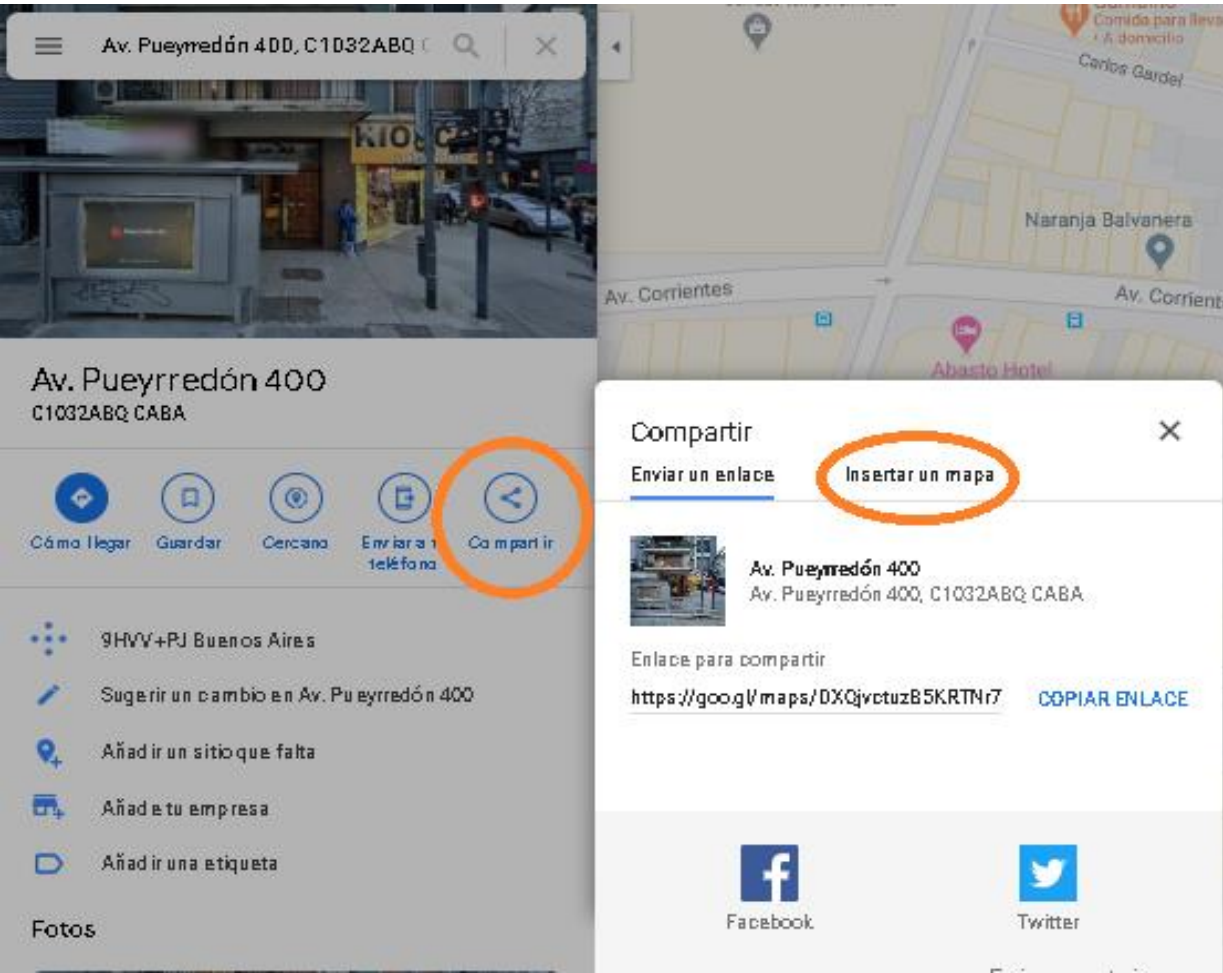 Av. Pueyrredón 400, C1032ABQ
KIOSC
Av. Pueyrredón 400
C1032ABQ CABA
Cómo llegar
Guardar
Cercano
Enviar a
teléfono
Compartir
9HVV+PJ Buenos Aires
Sugerir un cambio en Av. Pueyrredón 400
Añadir un sitio que falta
Añade tu empresa
Añadir una etiqueta
Fotos
Comida para lleva
A domicilio
Carlos Gardel
Naranja Balvanera
Av. Corrientes
Av. Corrient
Abasto Hotel
Compartir
Enviar un enlace
Insertar un mapa
Av. Pueyrredón 400
Av. Pueyrredón 400, C1032ABQ CABA
Enlace para compartir
https://goo.gl/maps/DXQjvctuzB5KRTNr7
COPIAR ENLACE
Facebook
Twitter